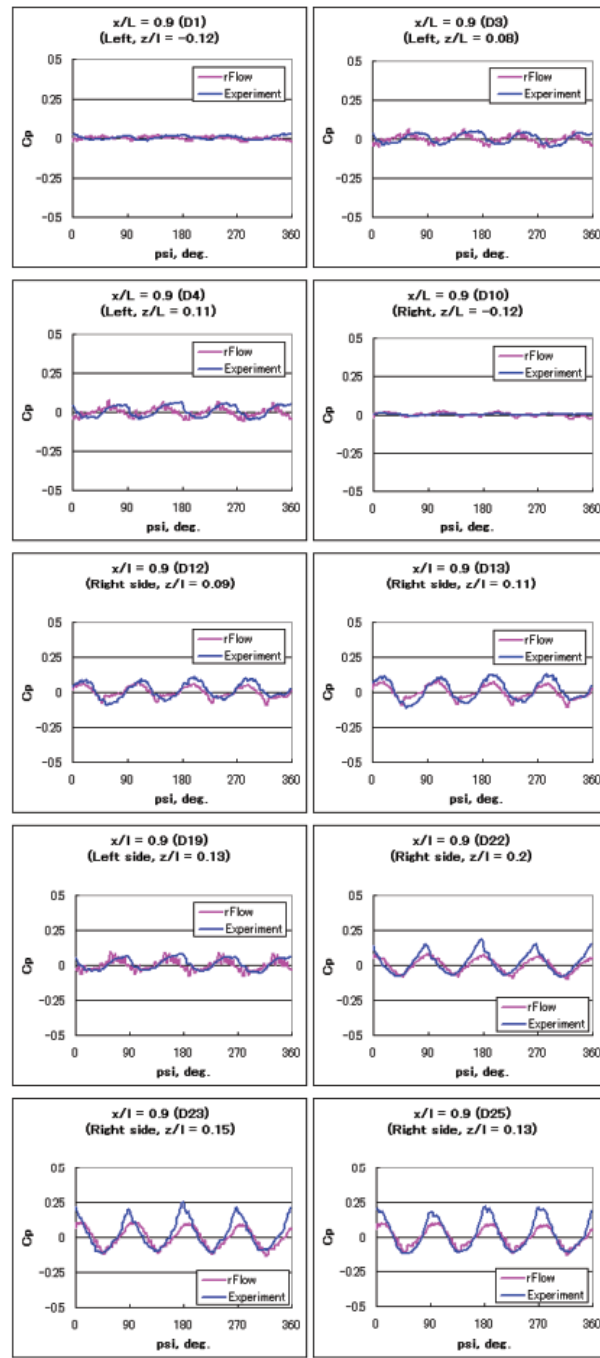 x/L = 0.9 (D1)
(Left, z/l = -0.12)
0.5
0.25
0
-0.25
-0.5
Cp
rFlow
Experiment
0 90 180 270 360
psi, deg.
x/L = 0.9 (D3)
(Left, z/L = 0.08)
0.5
0.25
0
-0.25
-0.5
Cp
rFlow
Experiment
0 90 180 270 360
psi, deg.
x/L = 0.9 (D4)
(Left, z/L = 0.11)
0.5
0.25
0
-0.25
-0.5
Cp
rFlow
Experiment
0 90 180 270 360
psi, deg.
x/L = 0.9 (D10)
(Right, z/L = -0.12)
0.5
0.25
0
-0.25
-0.5
Cp
rFlow
Experiment
0 90 180 270 360
psi, deg.
x/l = 0.9 (D12)
(Right side, z/l = 0.09)
0.5
0.25
0
-0.25
-0.5
Cp
rFlow
Experiment
0 90 180 270 360
psi, deg.
x/l = 0.9 (D13)
(Right side, z/l = 0.11)
0.5
0.25
0
-0.25
-0.5
Cp
rFlow
Experiment
0 90 180 270 360
psi, deg.
x/l = 0.9 (D19)
(Left side, z/l = 0.13)
0.5
0.25
0
-0.25
-0.5
Cp
rFlow
Experiment
0 90 180 270 360
psi, deg.
x/l = 0.9 (D22)
(Right side, z/l = 0.2)
0.5
0.25
0
-0.25
-0.5
Cp
rFlow
Experiment
0 90 180 270 360
psi, deg.
x/l = 0.9 (D23)
(Right side, z/l = 0.15)
0.5
0.25
0
-0.25
-0.5
Cp
rFlow
Experiment
0 90 180 270 360
psi, deg.
x/l = 0.9 (D25)
(Right side, z/l = 0.13)
0.5
0.25
0
-0.25
-0.5
Cp
rFlow
Experiment
0 90 180 270 360
psi, deg.